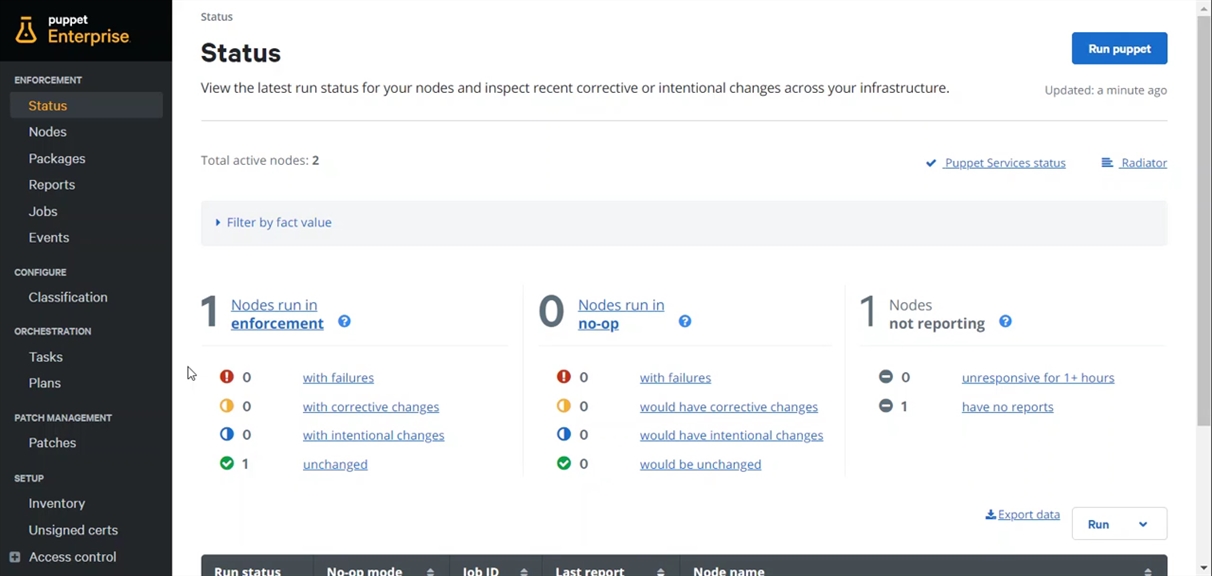 puppet
Enterprise
ENFORCEMENT
Status
Nodes
Packages
Reports
Jobs
Events
CONFIGURE
Classification
ORCHESTRATION
Tasks
Plans
PATCH MANAGEMENT
Patches
SETUP
Inventory
Unsigned certs
Access control
Status
Status
Run puppet
View the latest run status for your nodes and inspect recent corrective or intentional changes across your infrastructure.
Updated: a minute ago
Total active nodes: 2
Puppet Services status
Radiator
Filter by fact value
1 Nodes run in
enforcement
0 with failures
0 with corrective changes
0 with intentional changes
1 unchanged
0 Nodes run in
no-op
0 with failures
0 would have corrective changes
0 would have intentional changes
0 would be unchanged
1 Nodes
not reporting
0 unresponsive for 1+ hours
1 have no reports
Export data
Run
Run status No-op mode Job ID Last report Node name